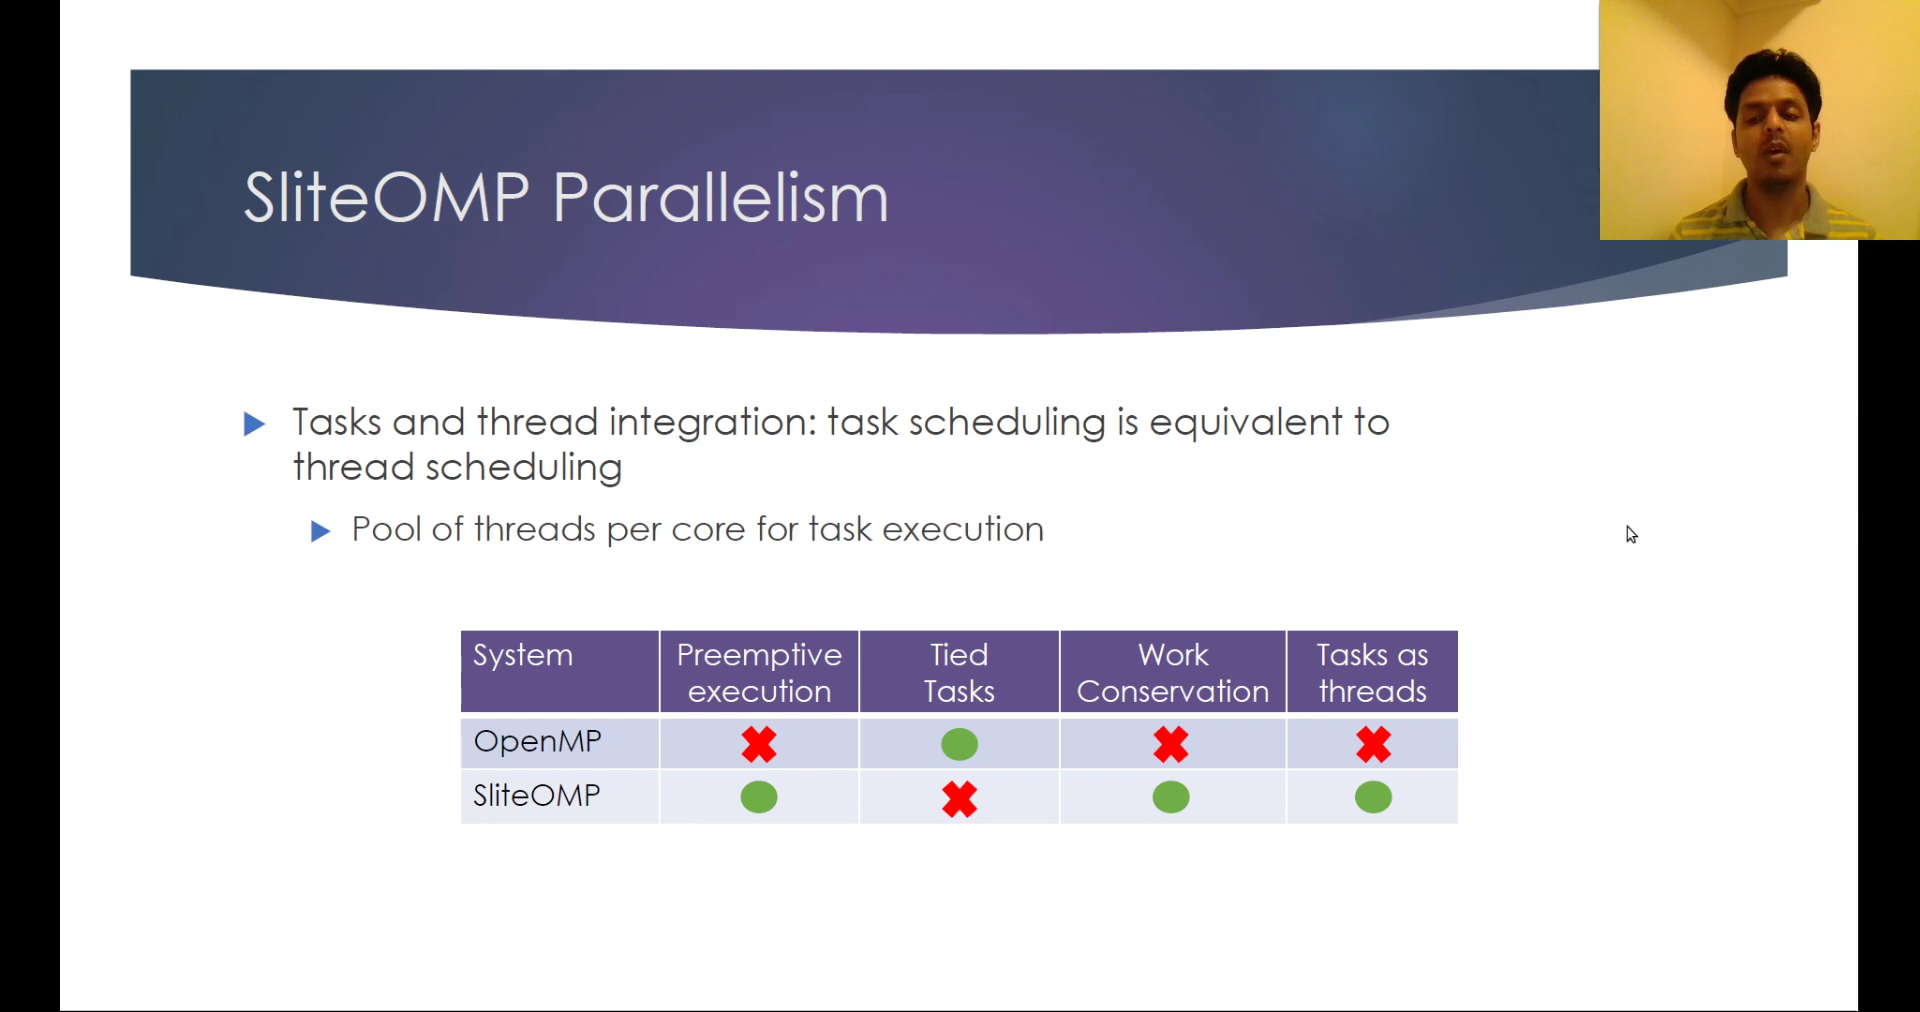 SliteOMP Parallelism
Tasks and thread integration: task scheduling is equivalent to
thread scheduling
Pool of threads per core for task execution
System Preemptive execution Tied Tasks Work Conservation Tasks as threads
OpenMP
SliteOMP